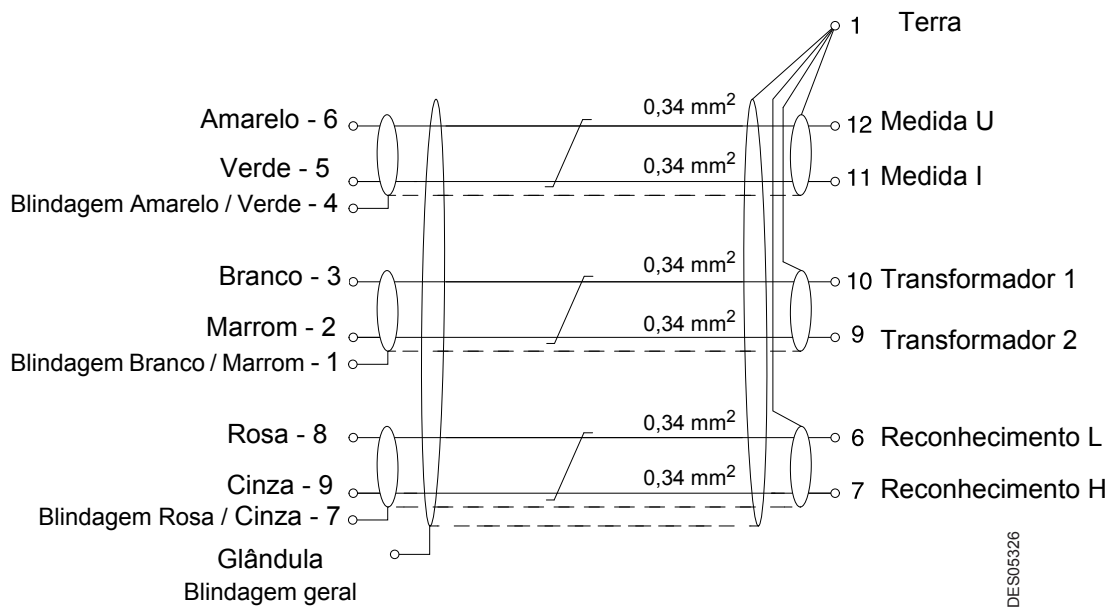 1 Terra
0,34 mm²
Amarelo - 6
12 Medida U
0,34 mm²
Verde - 5
11 Medida I
Blindagem Amarelo / Verde - 4
0,34 mm²
Branco - 3
10 Transformador 1
0,34 mm²
Marrom - 2
9 Transformador 2
Blindagem Branco / Marrom - 1
0,34 mm²
Rosa - 8
6 Reconhecimento L
0,34 mm²
Cinza - 9
7 Reconhecimento H
Blindagem Rosa / Cinza - 7
Glândula
Blindagem geral
DES05326